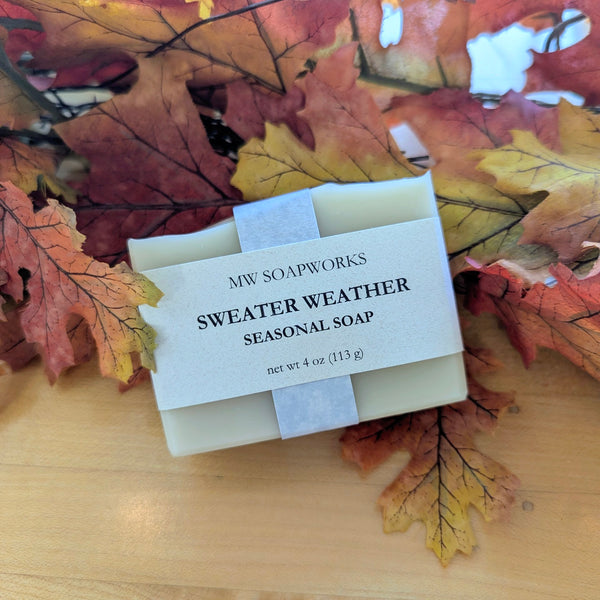 MW SOAPWORKS
SWEATER WEATHER
SEASONAL SOAP
net wt 4 oz (113 g)